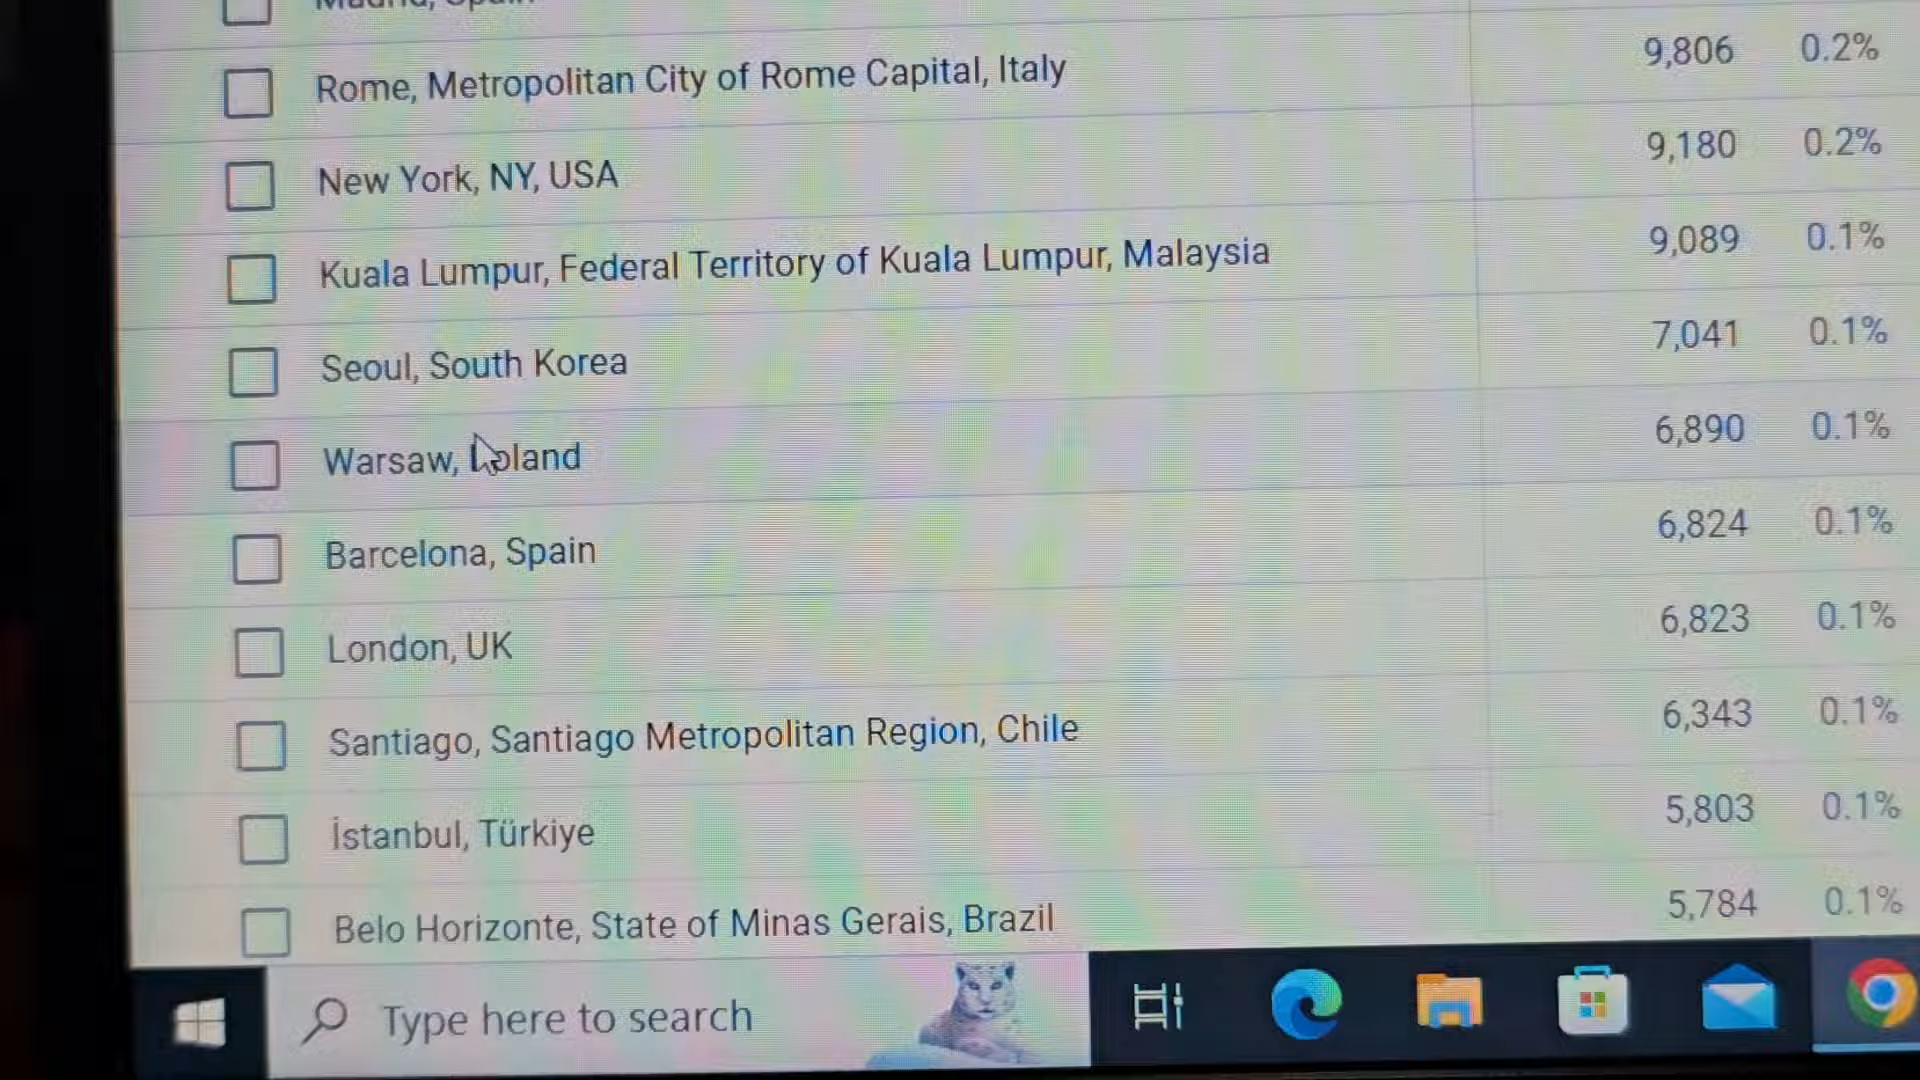 Madrid, Spain
Rome, Metropolitan City of Rome Capital, Italy 9,806 0.2%
New York, NY, USA 9,180 0.2%
Kuala Lumpur, Federal Territory of Kuala Lumpur, Malaysia 9,089 0.1%
Seoul, South Korea 7,041 0.1%
Warsaw, Poland 6,890 0.1%
Barcelona, Spain 6,824 0.1%
London, UK 6,823 0.1%
Santiago, Santiago Metropolitan Region, Chile 6,343 0.1%
İstanbul, Türkiye 5,803 0.1%
Belo Horizonte, State of Minas Gerais, Brazil 5,784 0.1%
Type here to search